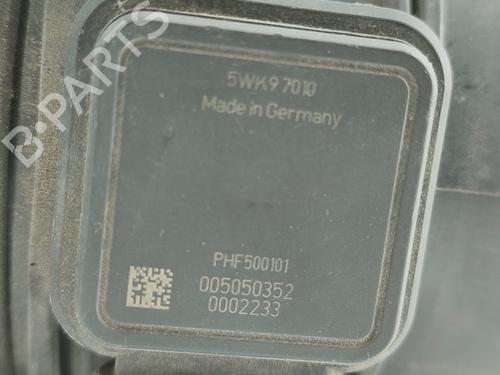 B-PARTS
5WK9 7010
Made in Germany
PHF500101
005050352
0002233